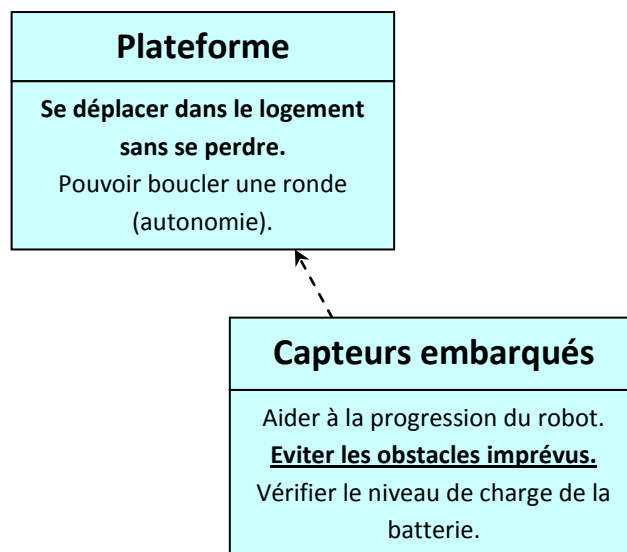 Plateforme
Se déplacer dans le logement
sans se perdre.
Pouvoir boucler une ronde
(autonomie).
Capteurs embarqués
Aider à la progression du robot.
Eviter les obstacles imprévus.
Vérifier le niveau de charge de la
batterie.